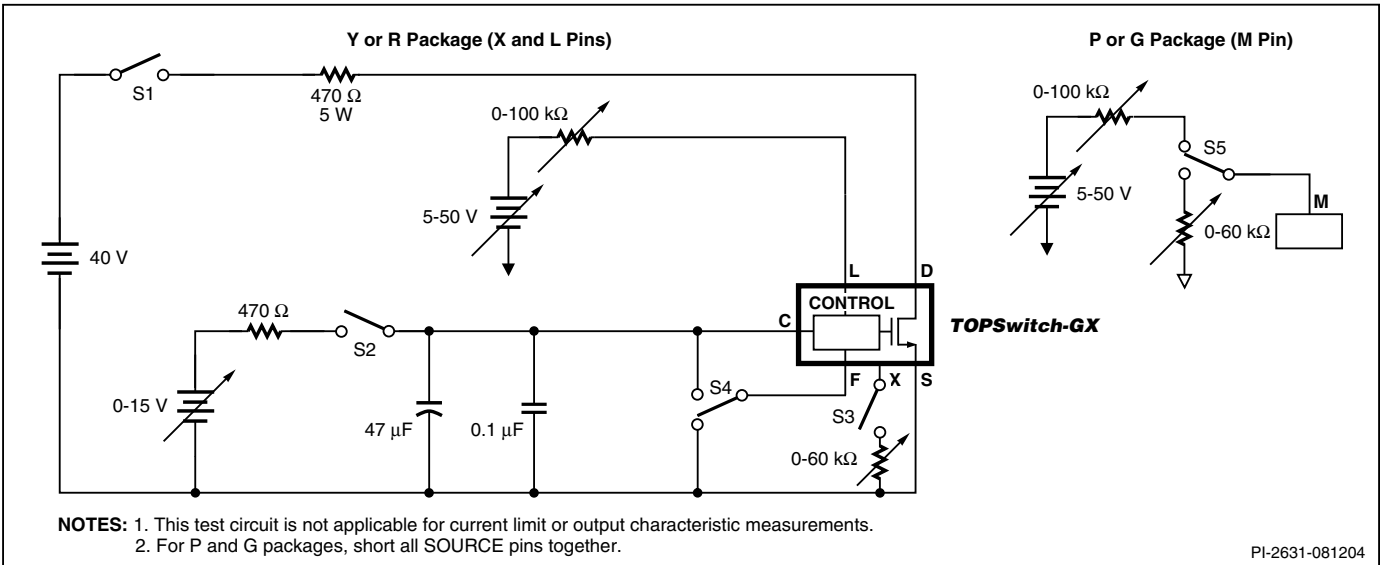 Y or R Package (X and L Pins)
P or G Package (M Pin)
S1
470 Ω
5 W
0-100 kΩ
5-50 V
40 V
470 Ω
S2
0-15 V
47 μF
0.1 μF
S4
L
D
CONTROL
C
TOPSwitch-GX
F
X
S
S3
0-60 kΩ
0-100 kΩ
S5
5-50 V
M
0-60 kΩ
NOTES: 1. This test circuit is not applicable for current limit or output characteristic measurements.
2. For P and G packages, short all SOURCE pins together.
PI-2631-081204